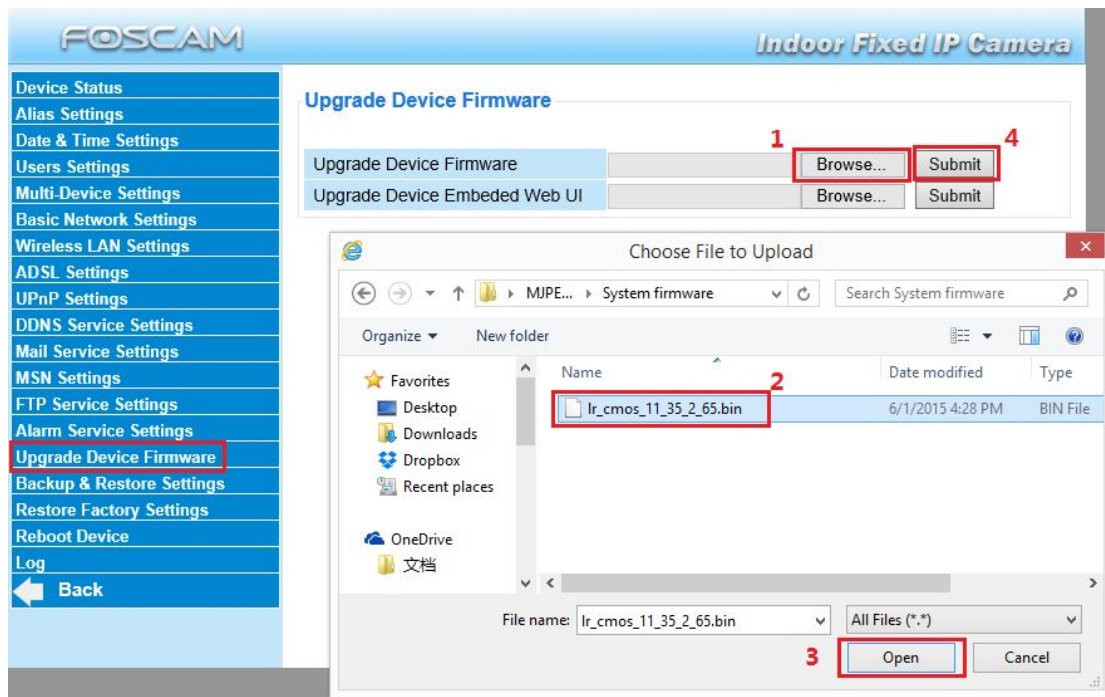 FOSCAM
Indoor Fixed IP Camera
Device Status
Alias Settings
Date & Time Settings
Users Settings
Multi-Device Settings
Basic Network Settings
Wireless LAN Settings
ADSL Settings
UPnP Settings
DDNS Service Settings
Mail Service Settings
MSN Settings
FTP Service Settings
Alarm Service Settings
Upgrade Device Firmware
Backup & Restore Settings
Restore Factory Settings
Reboot Device
Log
Back
Upgrade Device Firmware
1
4
Upgrade Device Firmware Browse... Submit
Upgrade Device Embeded Web UI Browse... Submit
Choose File to Upload
MJPE... System firmware Search System firmware
Organize New folder
Favorites
Desktop
Downloads
Dropbox
Recent places
OneDrive
文档
Name Date modified Type
2
lr_cmos_11_35_2_65.bin 6/1/2015 4:28 PM BIN File
File name: lr_cmos_11_35_2_65.bin All Files (*.*)
3
Open Cancel